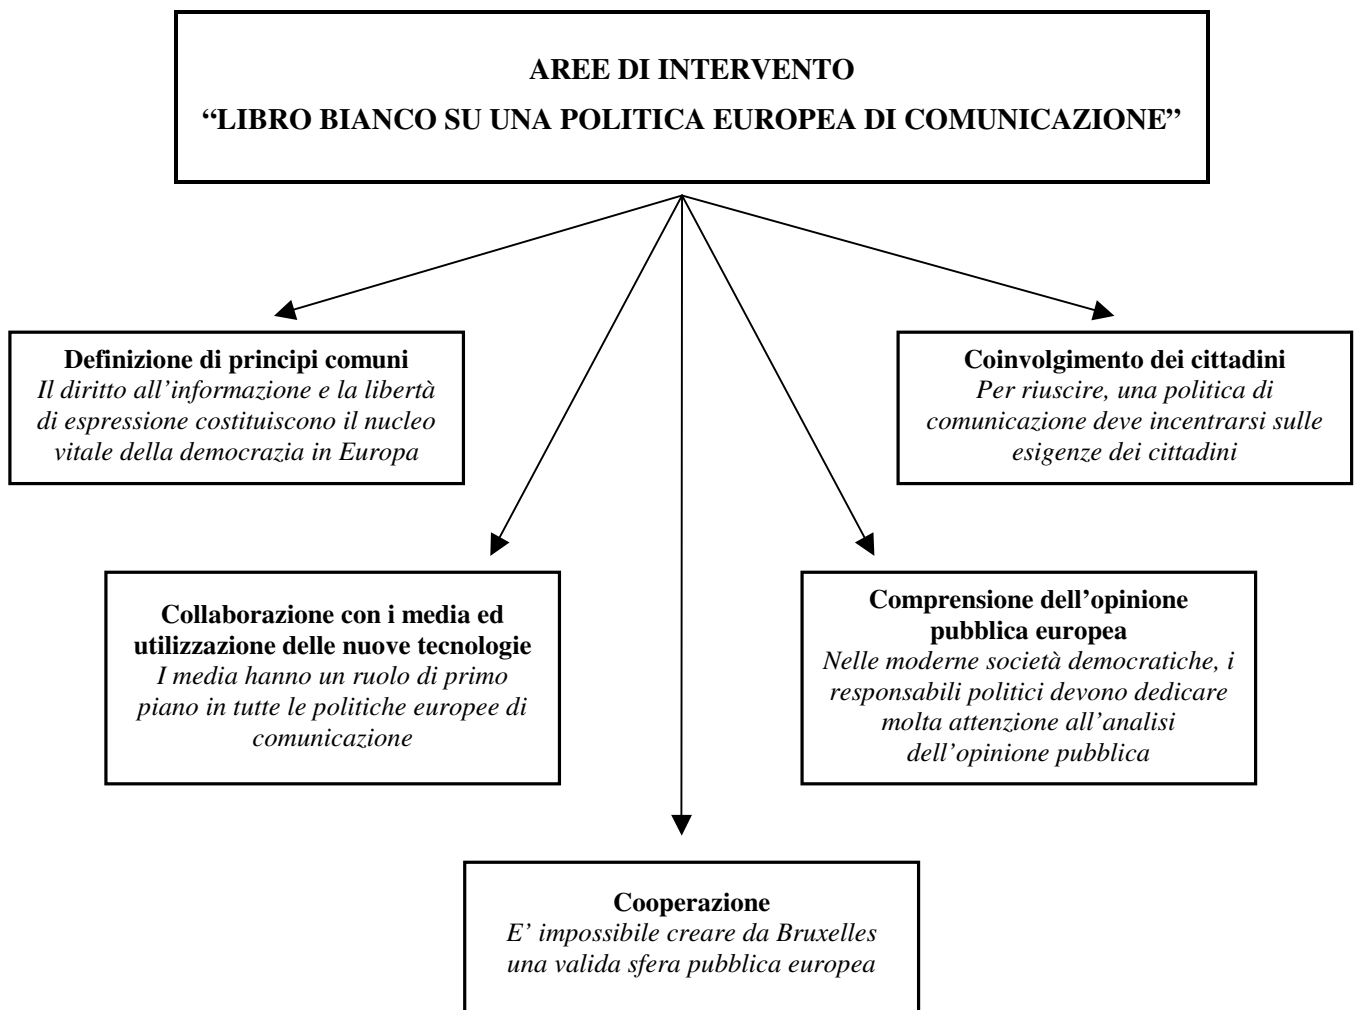 AREE DI INTERVENTO
“LIBRO BIANCO SU UNA POLITICA EUROPEA DI COMUNICAZIONE”
Definizione di principi comuni
Il diritto all’informazione e la libertà
di espressione costituiscono il nucleo
vitale della democrazia in Europa
Coinvolgimento dei cittadini
Per riuscire, una politica di
comunicazione deve incentrarsi sulle
esigenze dei cittadini
Collaborazione con i media ed
utilizzazione delle nuove tecnologie
I media hanno un ruolo di primo
piano in tutte le politiche europee di
comunicazione
Comprensione dell’opinione
pubblica europea
Nelle moderne società democratiche, i
responsabili politici devono dedicare
molta attenzione all’analisi
dell’opinione pubblica
Cooperazione
E’ impossibile creare da Bruxelles
una valida sfera pubblica europea